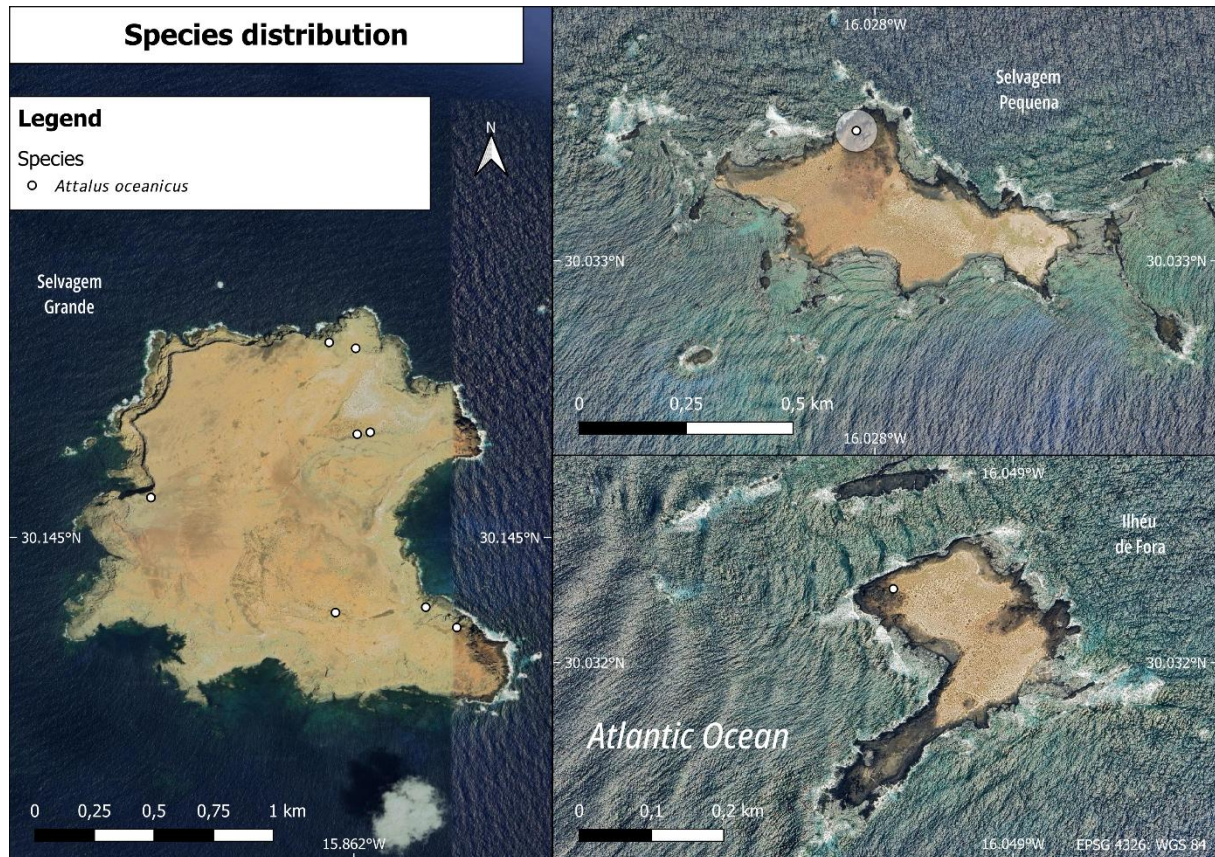 Species distribution
Legend
Species
Attalus oceanicus
N
Selvagem
Grande
30.145°N
30.145°N
0 0,25 0,5 0,75 1 km
15.862°W
16.028°W
Selvagem
Pequena
30.033°N
30.033°N
0 0,25 0,5 km
16.028°W
16.049°W
Ilhéu
de Fora
30.032°N
30.032°N
Atlantic Ocean
0 0,1 0,2 km
16.049°W
EPSG 4326: WGS 84